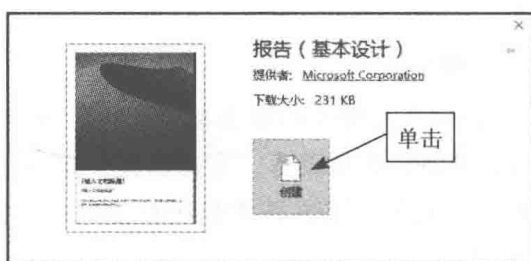 报告（基本设计）
提供者： Microsoft Corporation
下载大小： 231 KB
单击
创建